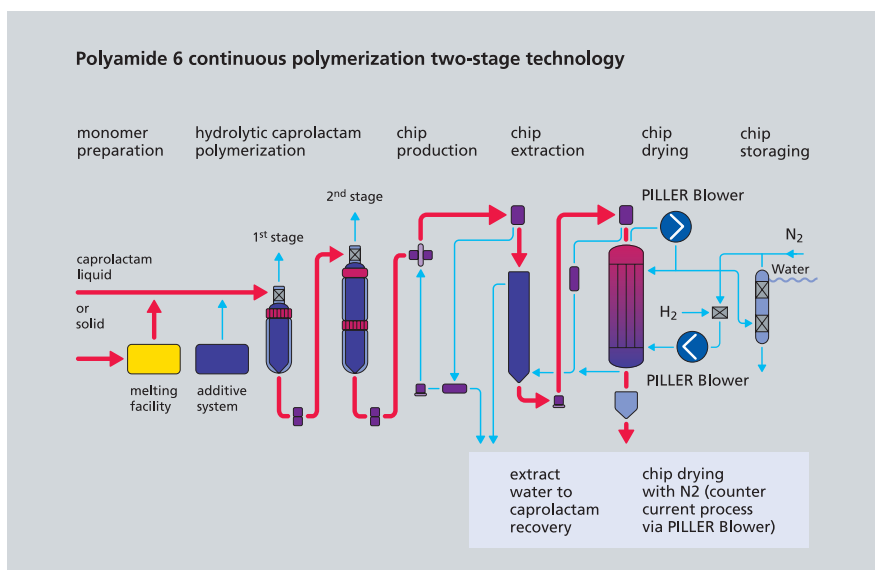 Polyamide 6 continuous polymerization two-stage technology
monomer
preparation
hydrolytic caprolactam
polymerization
chip
production
chip
extraction
chip
drying
chip
storaging
2nd stage
1st stage
PILLER Blower
N2
Water
caprolactam
liquid
or
solid
H2
melting
facility
additive
system
PILLER Blower
extract
water to
caprolactam
recovery
chip drying
with N2 (counter
current process
via PILLER Blower)